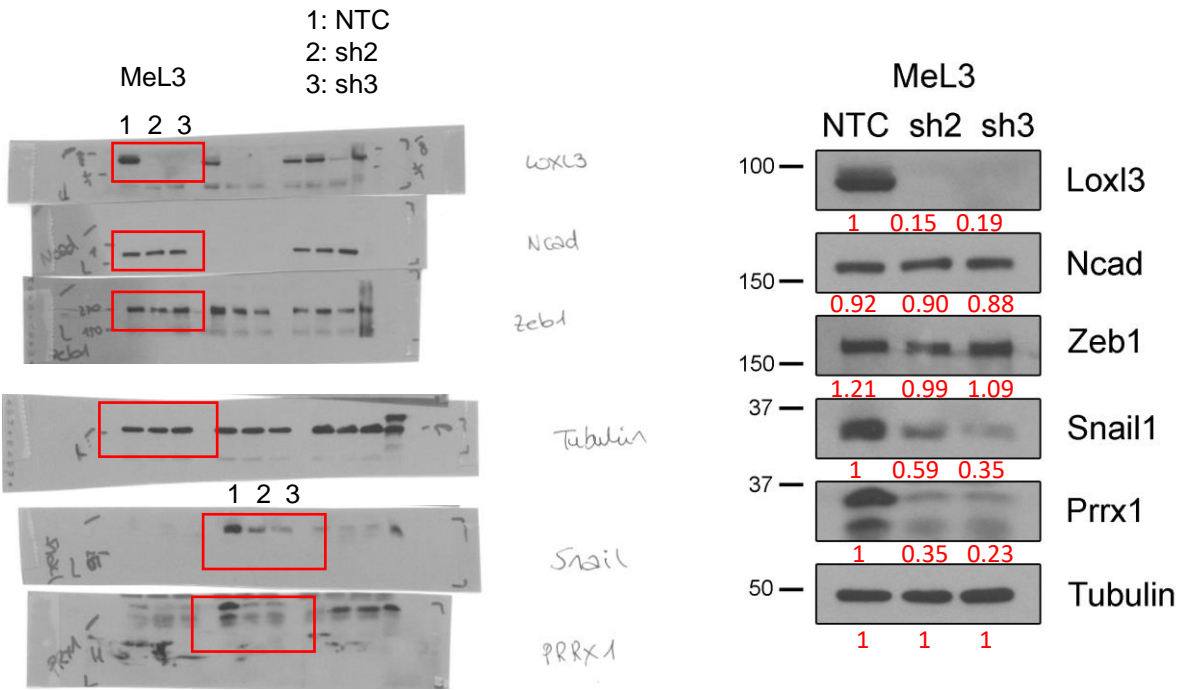 1: NTC
2: sh2
3: sh3
MeL3
1 2 3
LOXL3
Ncad
Ncad
L
Zeb1
L
zeb1
Tubulin
1 2 3
Snail
L
PRRX1
PRRX1
L
MeL3
NTC sh2 sh3
100
Loxl3
1 0.15 0.19
Ncad
150
0.92 0.90 0.88
Zeb1
150
1.21 0.99 1.09
37
Snail1
1 0.59 0.35
37
Prrx1
1 0.35 0.23
50
Tubulin
1 1 1